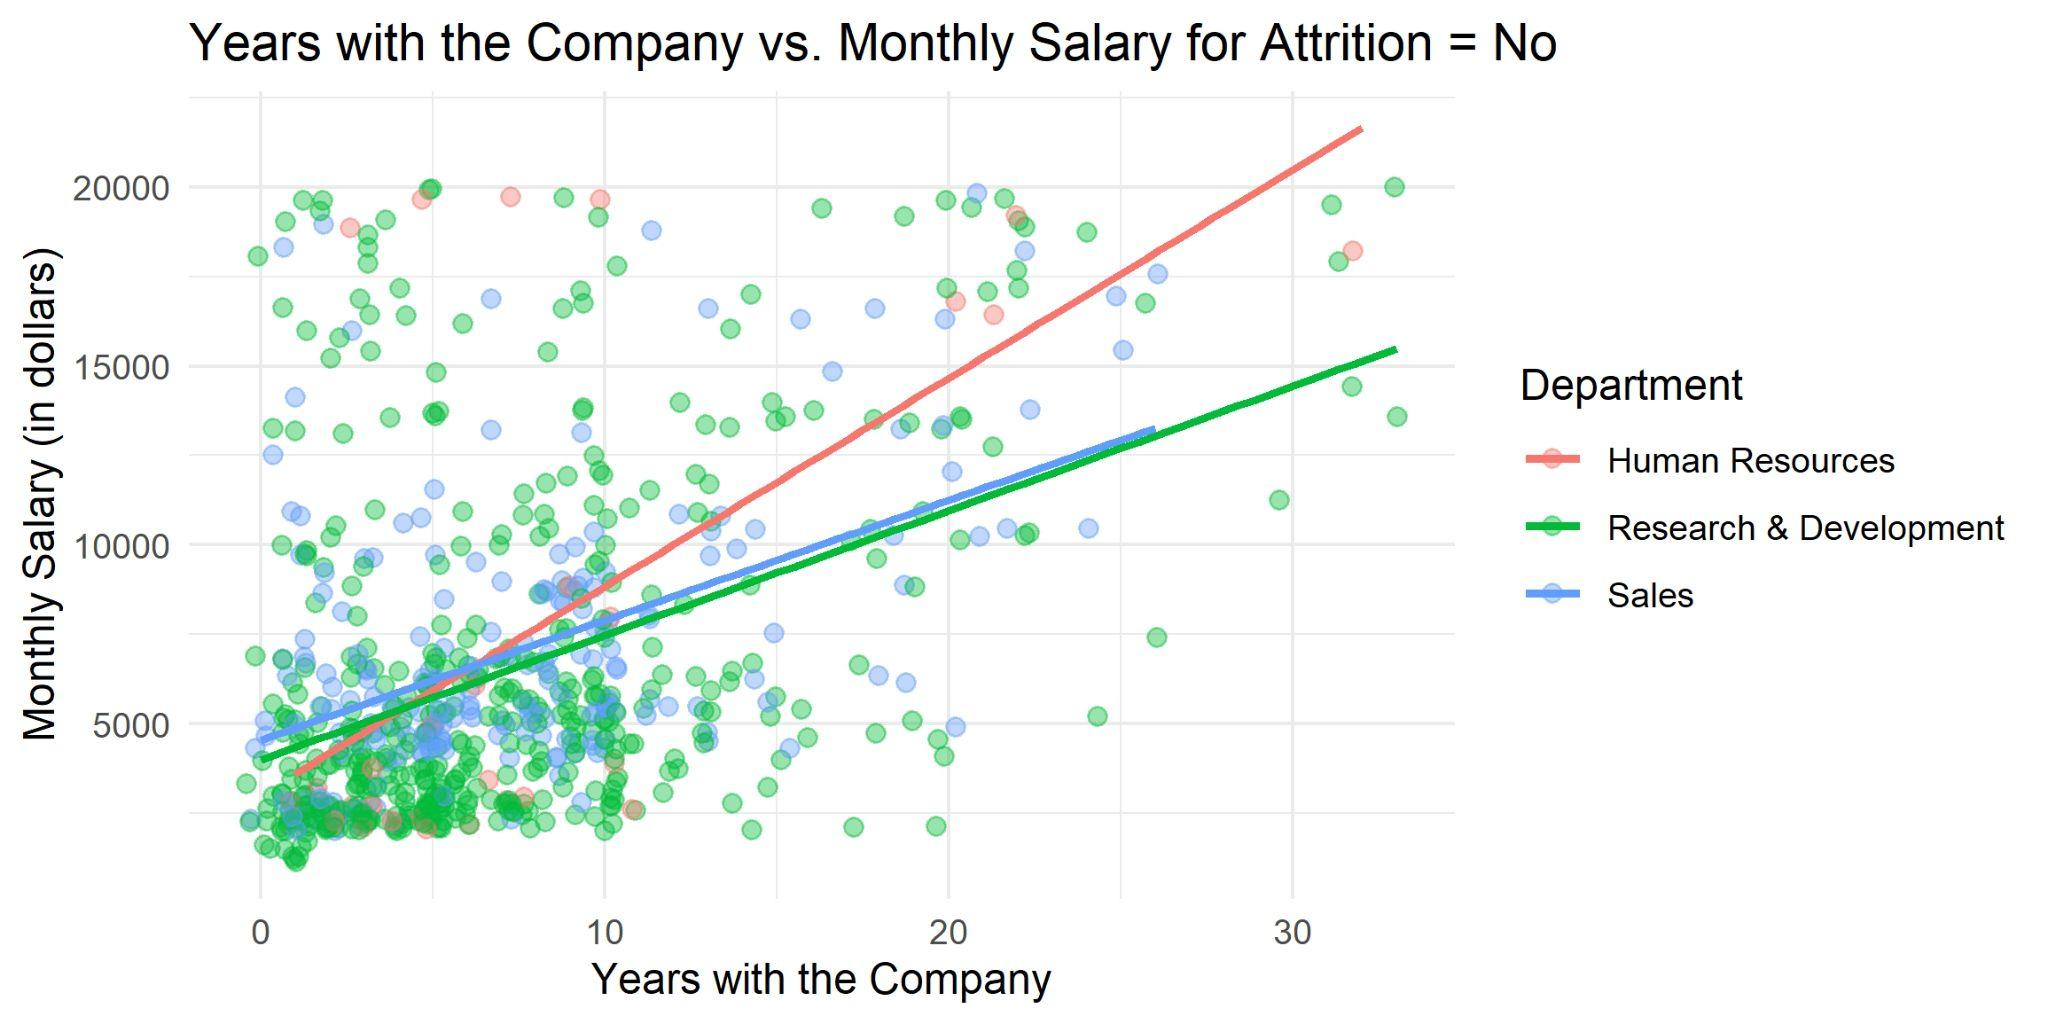 Years with the Company vs. Monthly Salary for Attrition = No
Monthly Salary (in dollars)
20000
15000
10000
5000
0
10
20
30
Years with the Company
Department
Human Resources
Research & Development
Sales